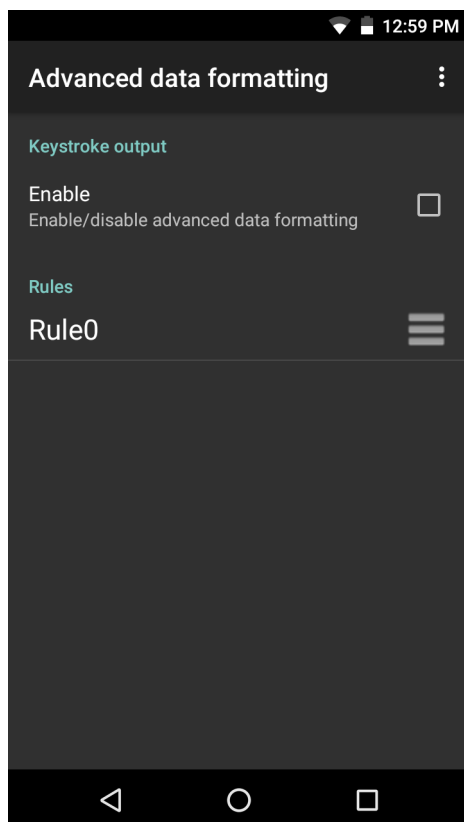 12:59 PM
Advanced data formatting
Keystroke output
Enable
Enable/disable advanced data formatting
Rules
Rule0